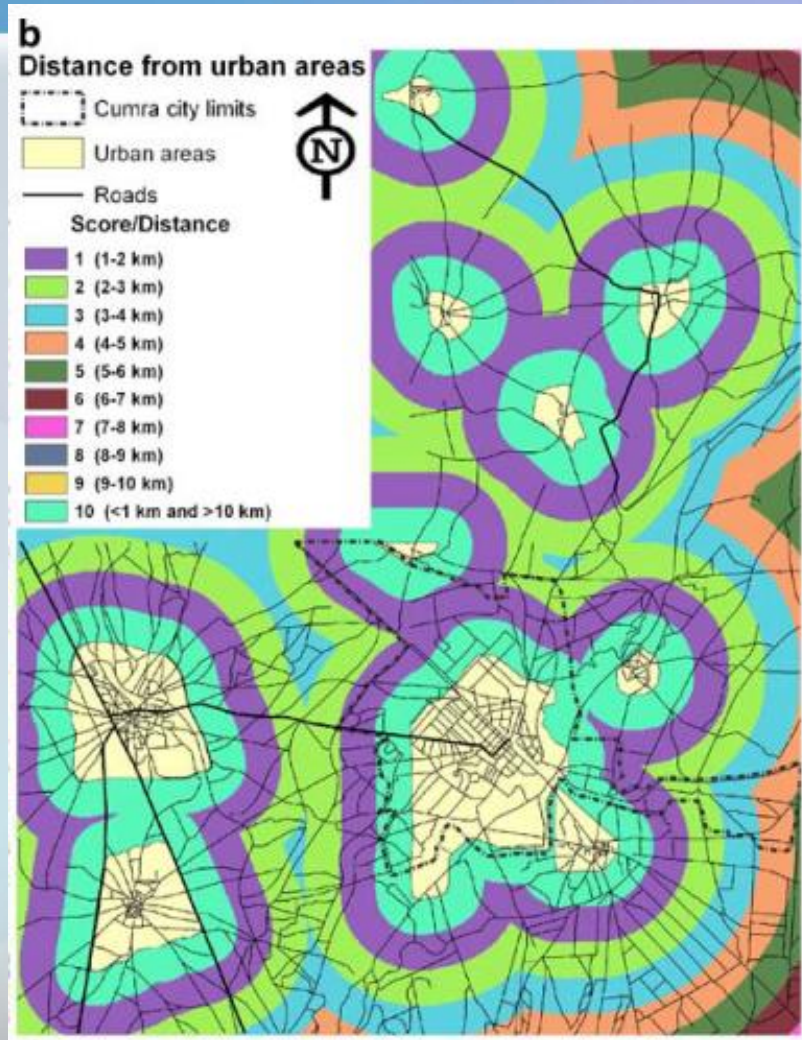 b
Distance from urban areas
Cumra city limits
N
Urban areas
Roads
Score/Distance
1 (1-2 km)
2 (2-3 km)
3 (3-4 km)
4 (4-5 km)
5 (5-6 km)
6 (6-7 km)
7 (7-8 km)
8 (8-9 km)
9 (9-10 km)
10 (<1 km and >10 km)